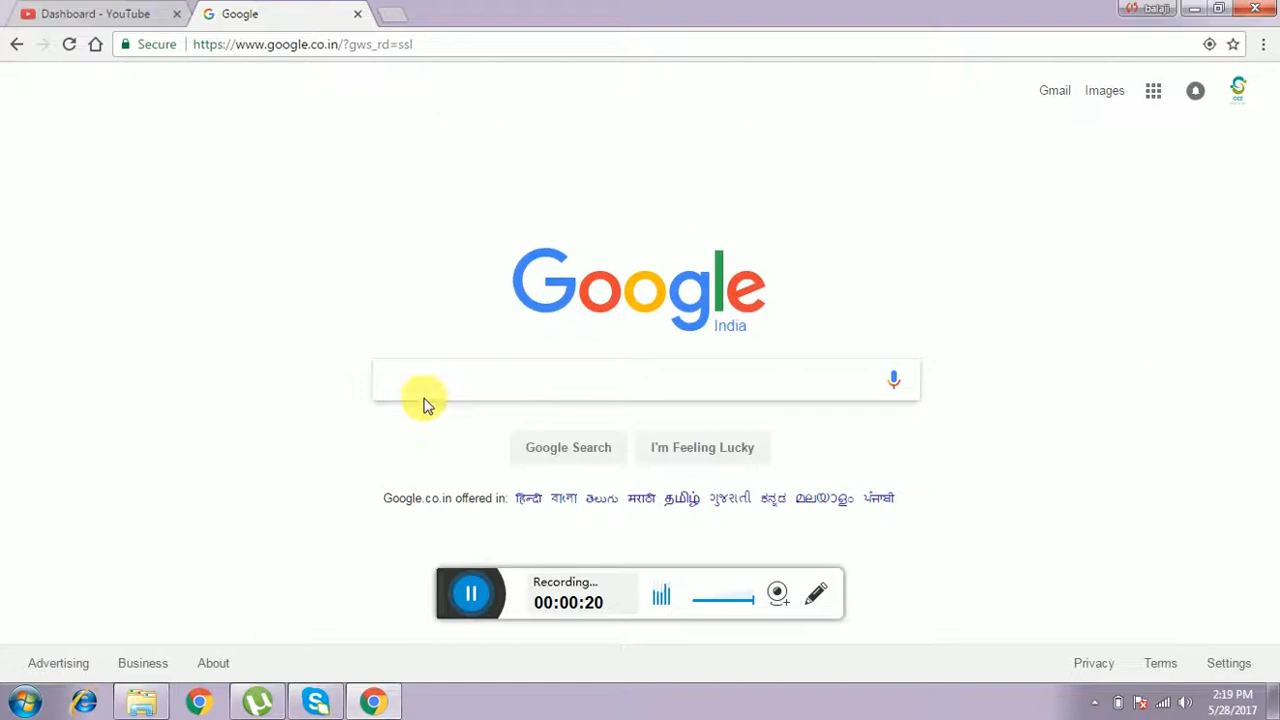 Dashboard - YouTube
Google
balaji
Secure
https://www.google.co.in/?gws_rd=ssl
Gmail Images
Google
India
Google Search
I'm Feeling Lucky
Google.co.in offered in: हिन्दी বাংলা తెలుగు मराठी தமிழ் ગુજરાતી ಕನ್ನಡ മലയാളം ਪੰਜਾਬੀ
Recording...
00:00:20
Advertising Business About Privacy Terms Settings
2:19 PM
5/28/2017